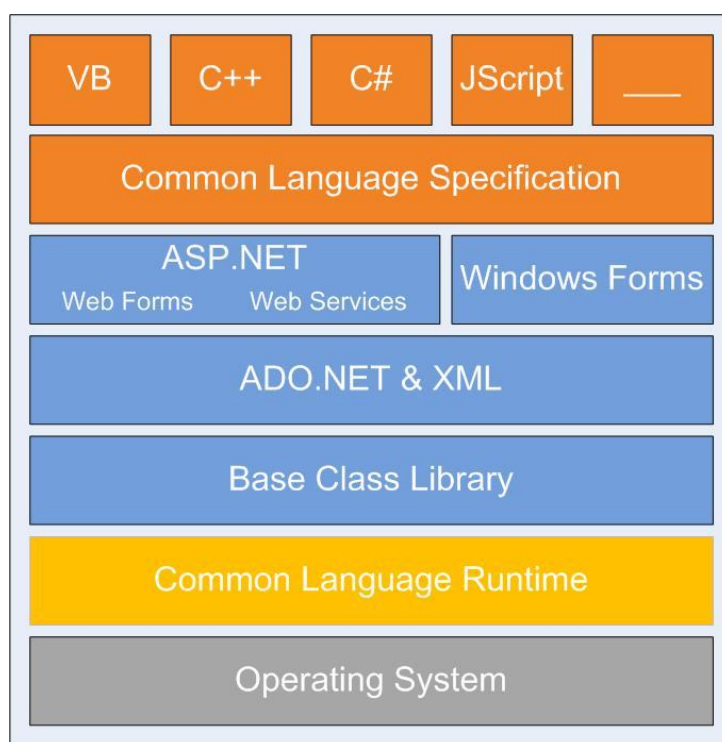 VB C++ C# JScript ___
Common Language Specification
ASP.NET
Web Forms Web Services
Windows Forms
ADO.NET & XML
Base Class Library
Common Language Runtime
Operating System